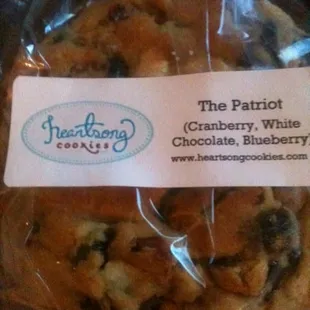 heartsong
COOKIES
The Patriot
(Cranberry, White
Chocolate, Blueberry)
www.heartsongcookies.com